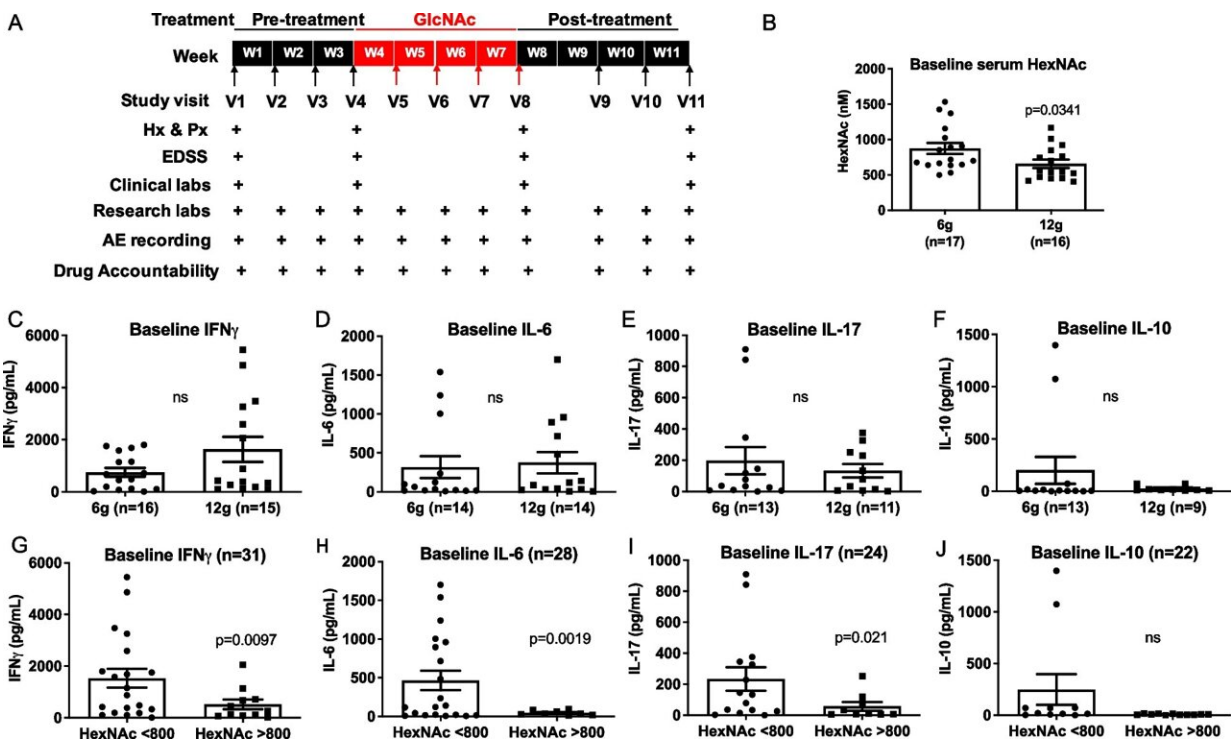 A
Treatment Pre-treatment GlcNAc Post-treatment
Week W1 W2 W3 W4 W5 W6 W7 W8 W9 W10 W11
Study visit V1 V2 V3 V4 V5 V6 V7 V8 V9 V10 V11
Hx & Px + + + +
EDSS + + + +
Clinical labs + + + +
Research labs + + + + + + + + + + +
AE recording + + + + + + + + + + +
Drug Accountability + + + + + + + + + + +
B
Baseline serum HexNAc
HexNAc (nM)
2000
1500
1000
500
0
p=0.0341
6g 12g
(n=17) (n=16)
C
Baseline IFNγ
IFNγ (pg/mL)
6000
4000
2000
0
ns
6g (n=16) 12g (n=15)
D
Baseline IL-6
IL-6 (pg/mL)
2000
1500
1000
500
0
ns
6g (n=14) 12g (n=14)
E
Baseline IL-17
IL-17 (pg/mL)
1000
800
600
400
200
0
ns
6g (n=13) 12g (n=11)
F
Baseline IL-10
IL-10 (pg/mL)
1500
1000
500
0
ns
6g (n=13) 12g (n=9)
G
Baseline IFNγ (n=31)
IFNγ (pg/mL)
6000
4000
2000
0
p=0.0097
HexNAc <800 HexNAc >800
H
Baseline IL-6 (n=28)
IL-6 (pg/mL)
2000
1500
1000
500
0
p=0.0019
HexNAc <800 HexNAc >800
I
Baseline IL-17 (n=24)
IL-17 (pg/mL)
1000
800
600
400
200
0
p=0.021
HexNAc <800 HexNAc >800
J
Baseline IL-10 (n=22)
IL-10 (pg/mL)
1500
1000
500
0
ns
HexNAc <800 HexNAc >800